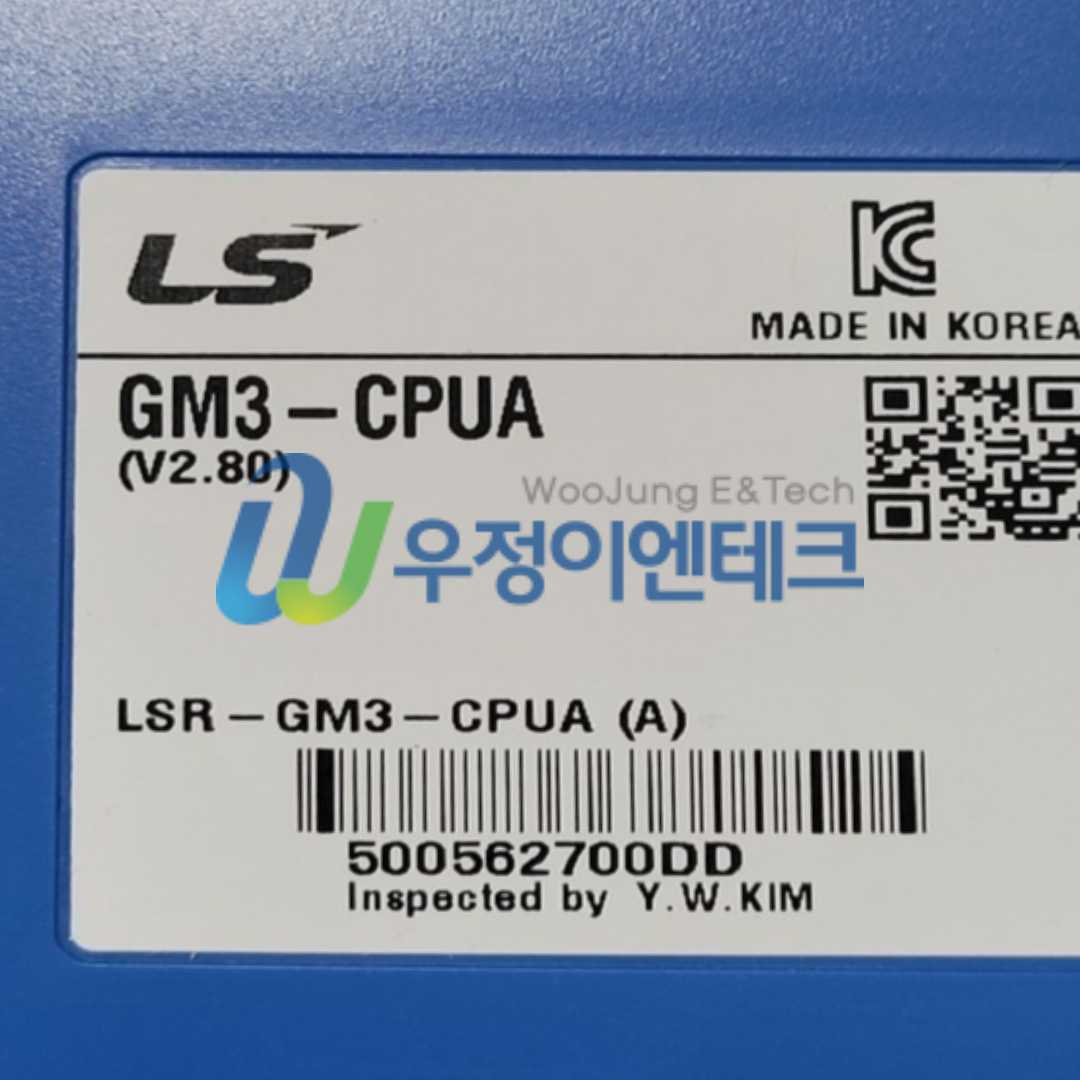 LS
KC
MADE IN KOREA
GM3-CPUA
(V2.80)
WooJung E&Tech
우정이엔테크
LSR-GM3-CPUA (A)
500562700DD
Inspected by Y.W.KIM